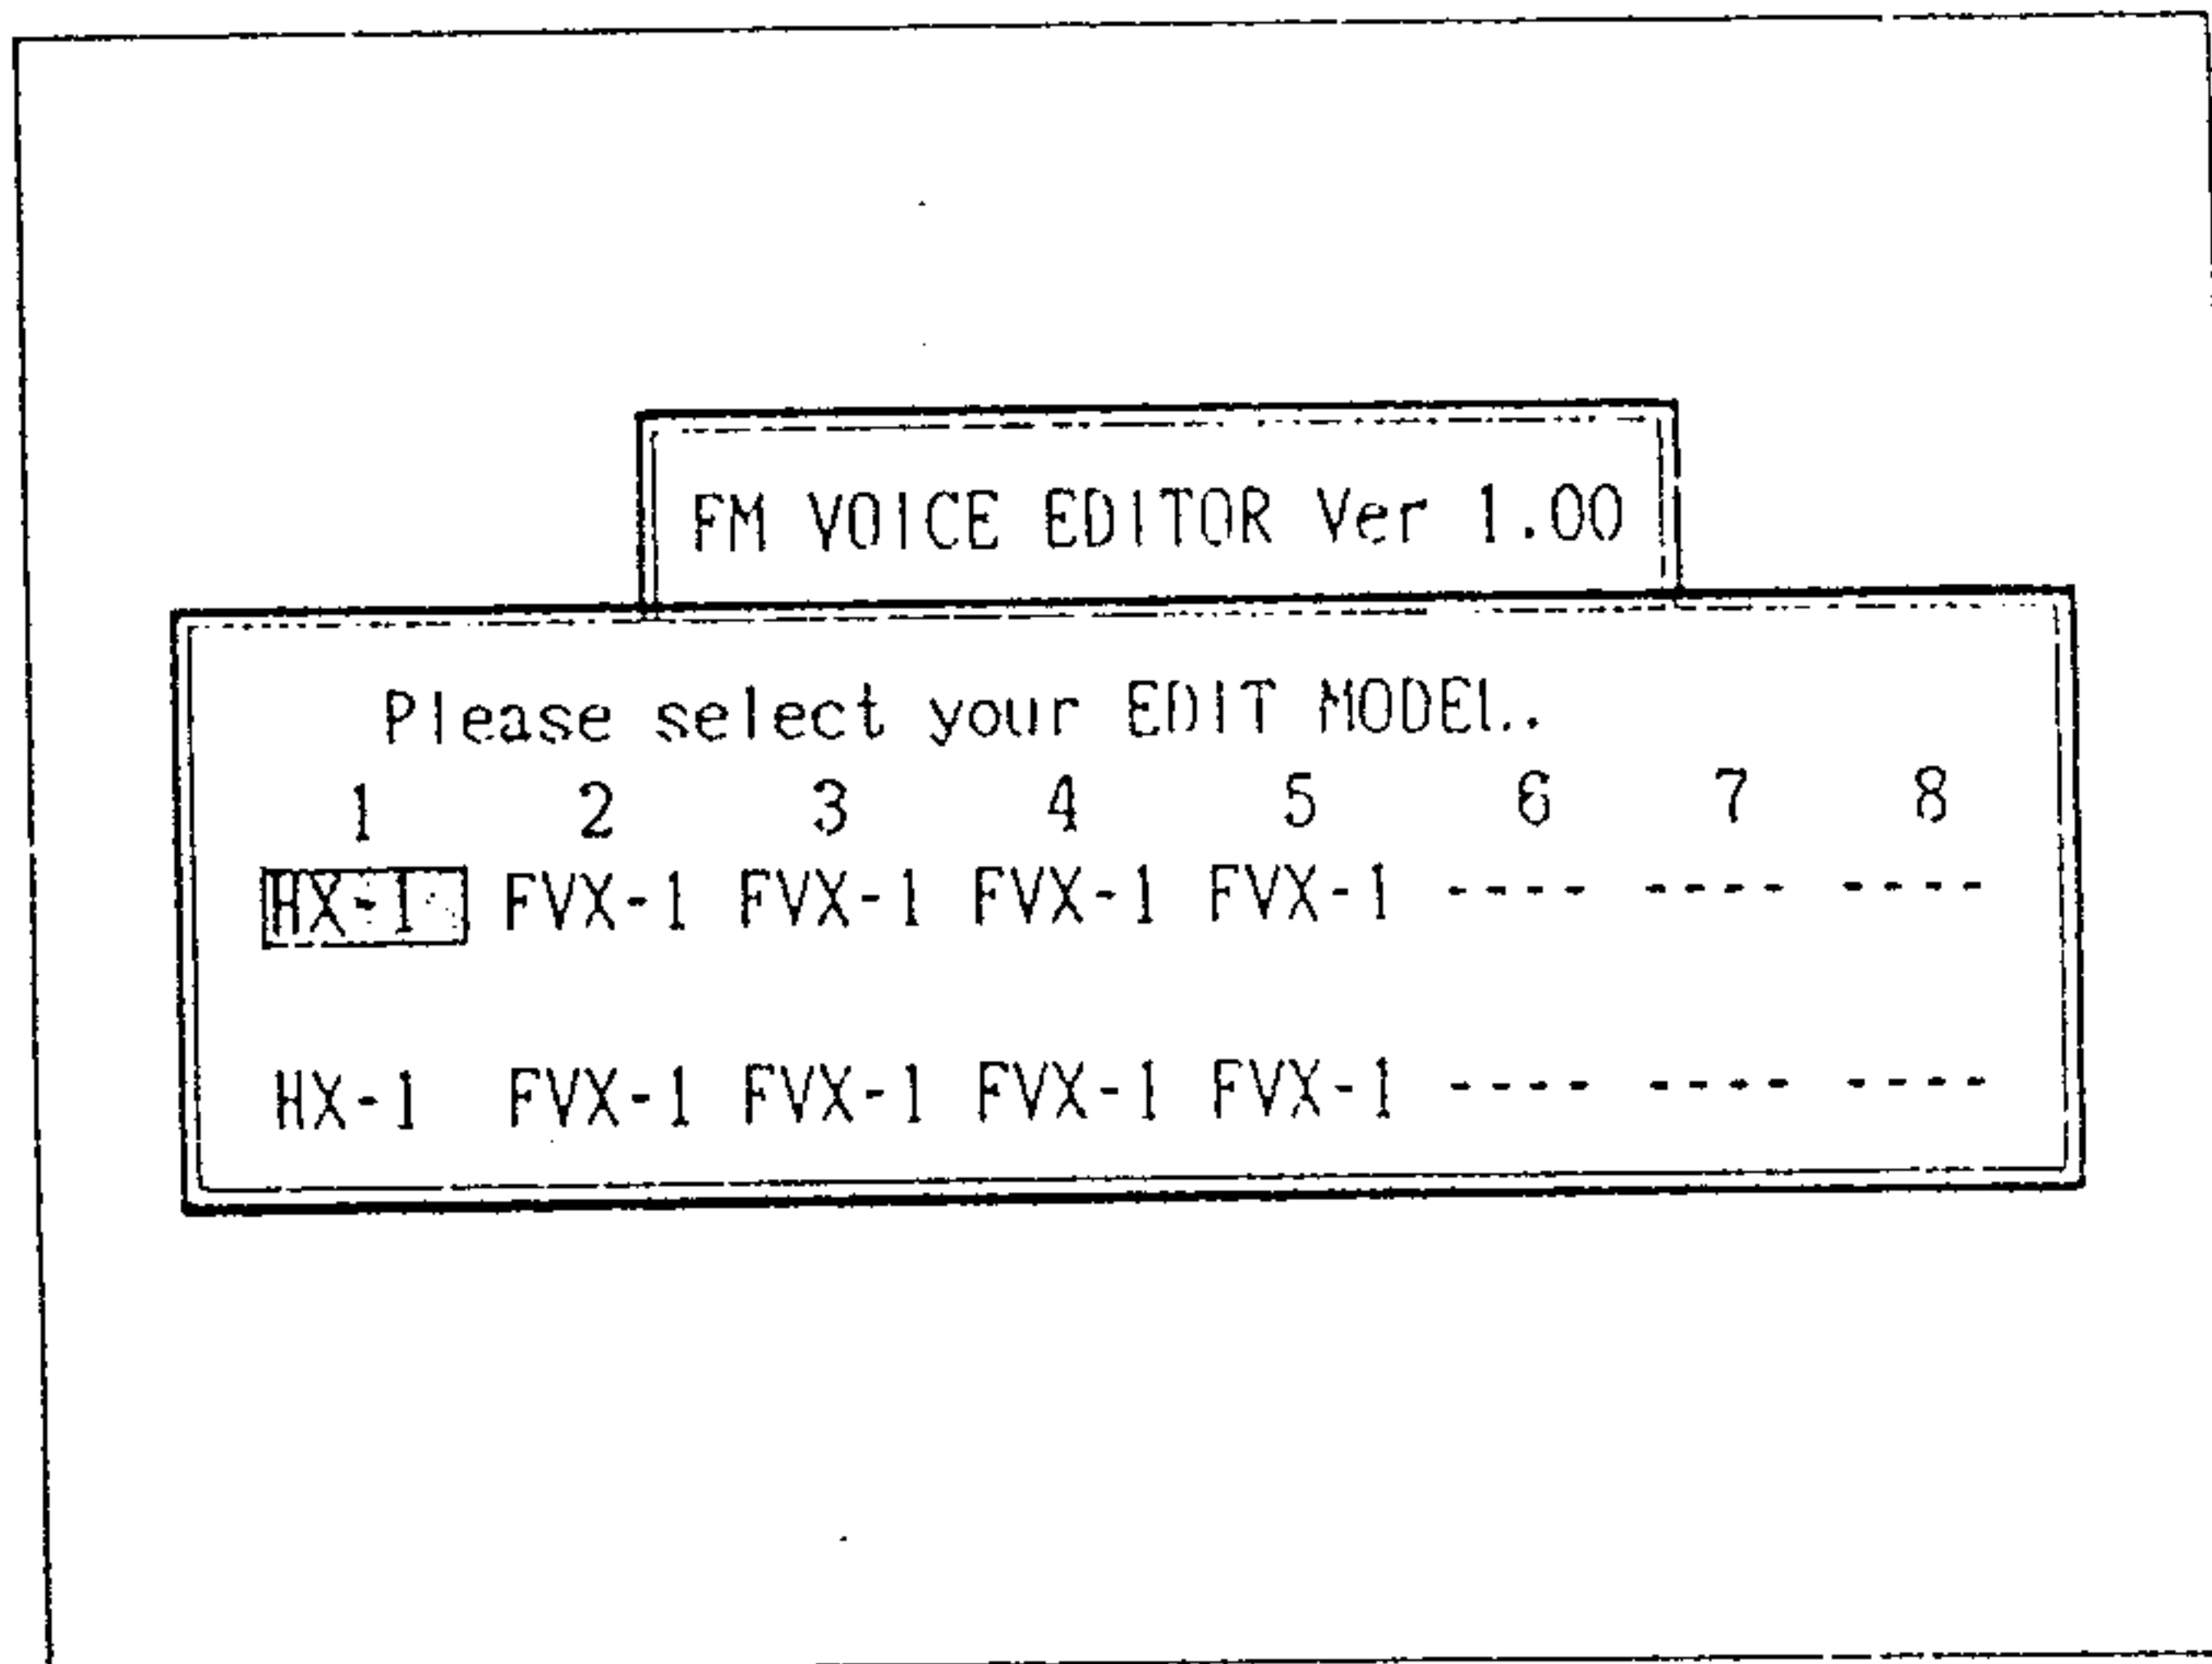 FM VOICE EDITOR Ver 1.00
Please select your EDIT MODEL.
1 2 3 4 5 6 7 8
HX-1 FVX-1 FVX-1 FVX-1 FVX-1 ---- ---- ----
HX-1 FVX-1 FVX-1 FVX-1 FVX-1 ---- ---- ----